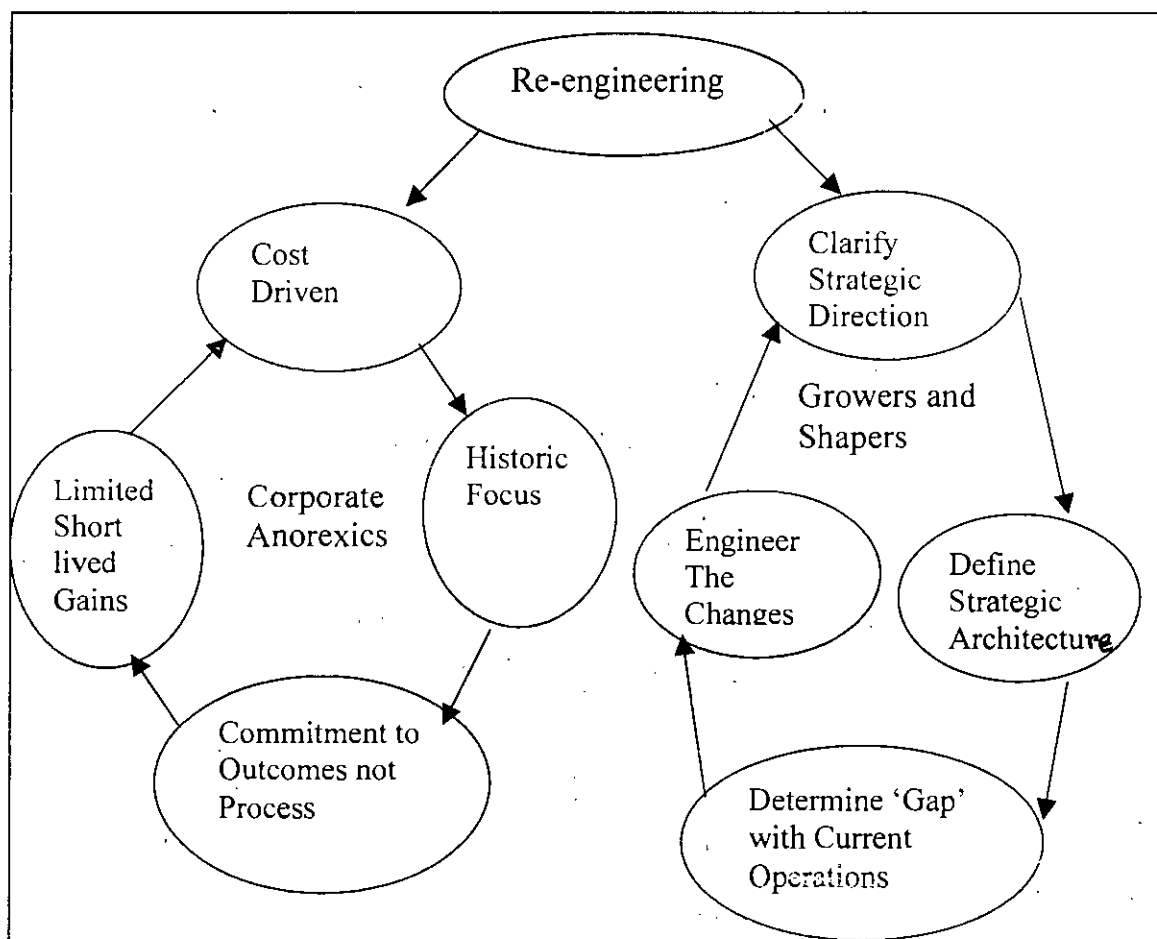 Re-engineering
Cost
Driven
Historic
Focus
Commitment to
Outcomes not
Process
Limited
Short
lived
Gains
Corporate
Anorexics
Clarify
Strategic
Direction
Growers and
Shapers
Define
Strategic
Architecture
Determine ‘Gap’
with Current
Operations
Engineer
The
Changes